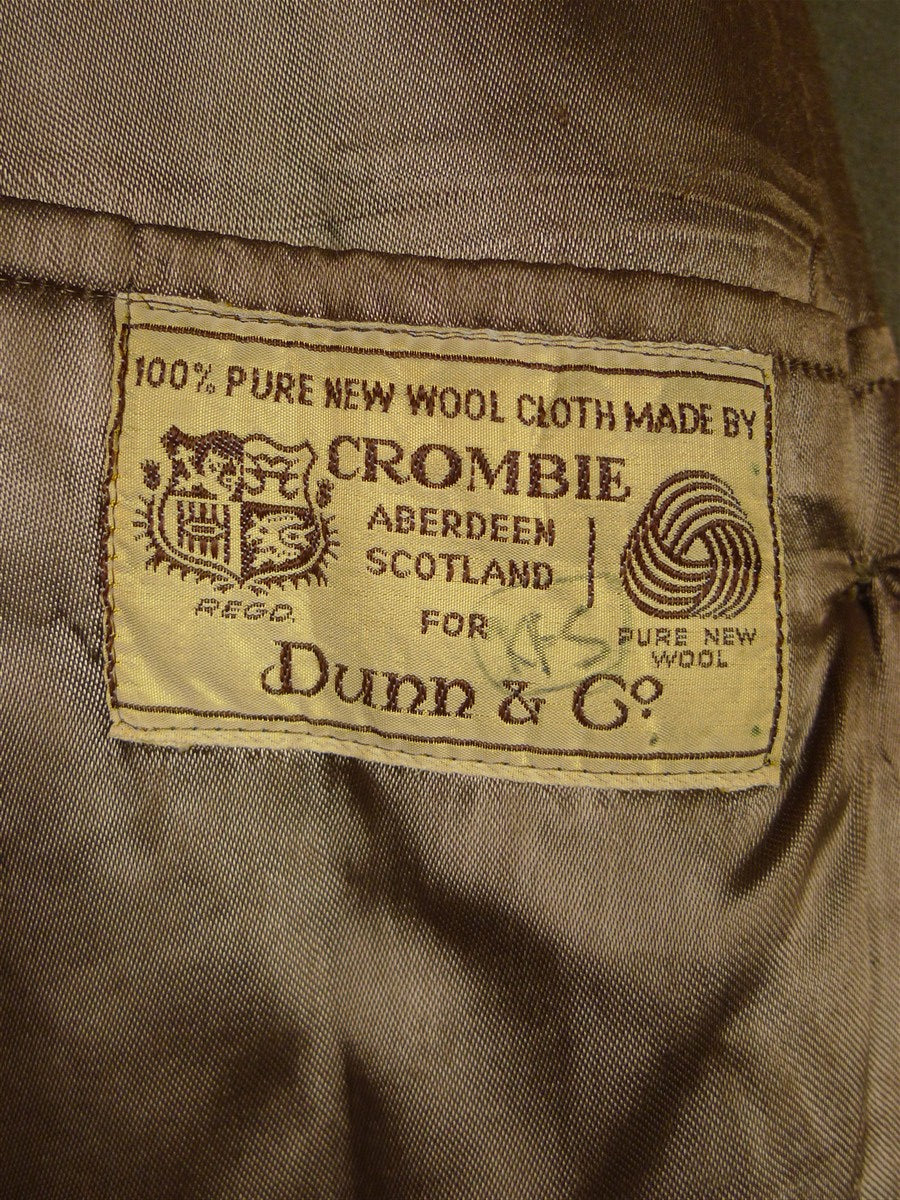 100% PURE NEW WOOL CLOTH MADE BY
CROMBIE
ABERDEEN
SCOTLAND
REGD.
FOR
PURE NEW
WOOL
Dunn & Cº